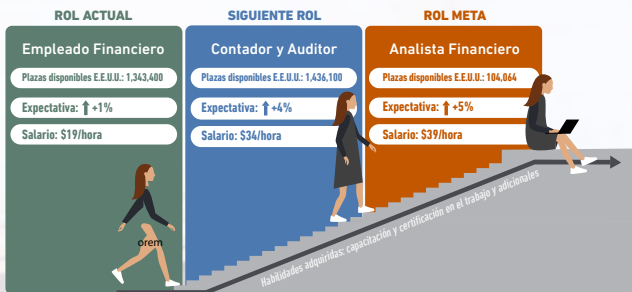 ROL ACTUAL
Empleado Financiero
Plazas disponibles E.E.U.U.: 1,343,400
Expectativa: ↑ +1%
Salario: $19/hora
orem
SIGUIENTE ROL
Contador y Auditor
Plazas disponibles E.E.U.U.: 1,436,100
Expectativa: ↑ +4%
Salario: $34/hora
ROL META
Analista Financiero
Plazas disponibles E.E.U.U.: 104,064
Expectativa: ↑ +5%
Salario: $39/hora
Habilidades adquiridas: capacitación y certificación en el trabajo y adicionales